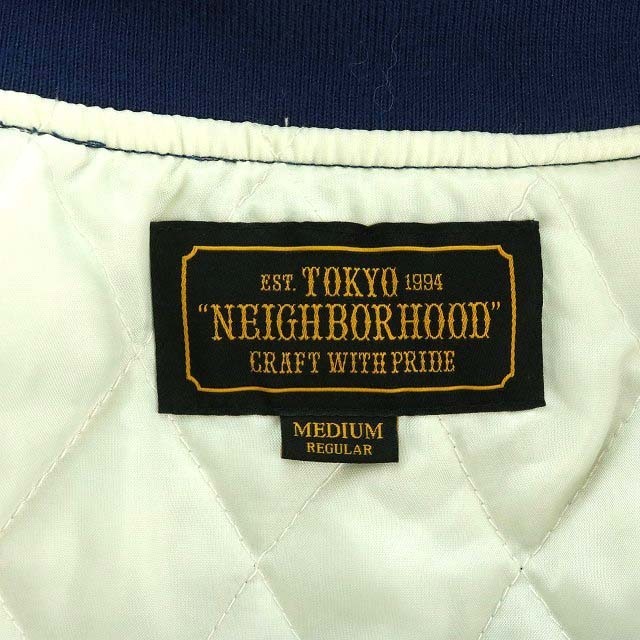 EST. TOKYO 1994
"NEIGHBORHOOD"
CRAFT WITH PRIDE
MEDIUM
REGULAR